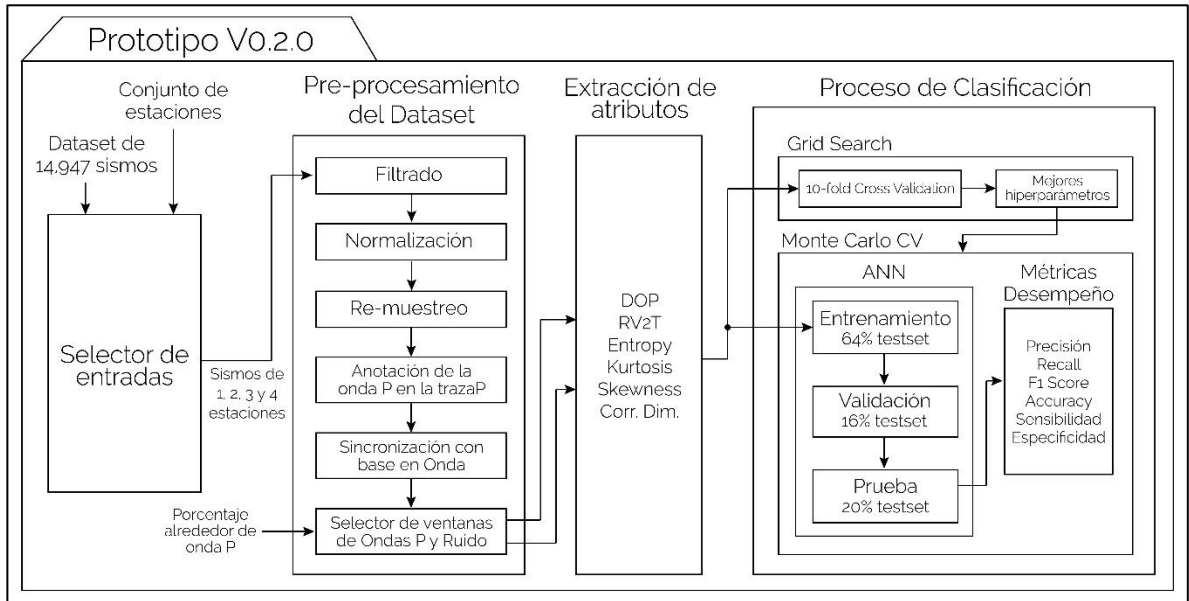 Prototipo V0.2.0
Conjunto de
estaciones
Dataset de
14,947 sismos
Selector de
entradas
Sismos de
1, 2, 3 y 4
estaciones
Porcentaje
alrededor de
onda P
Pre-procesamiento
del Dataset
Filtrado
Normalización
Re-muestreo
Anotación de la
onda P en la trazaP
Sincronización con
base en Onda
Selector de ventanas
de Ondas P y Ruido
Extracción de
atributos
DOP
RV2T
Entropy
Kurtosis
Skewness
Corr. Dim.
Proceso de Clasificación
Grid Search
10-fold Cross Validation
Mejores
hiperparámetros
Monte Carlo CV
ANN
Entrenamiento
64% testset
Validación
16% testset
Prueba
20% testset
Métricas
Desempeño
Precisión
Recall
F1 Score
Accuracy
Sensibilidad
Especificidad